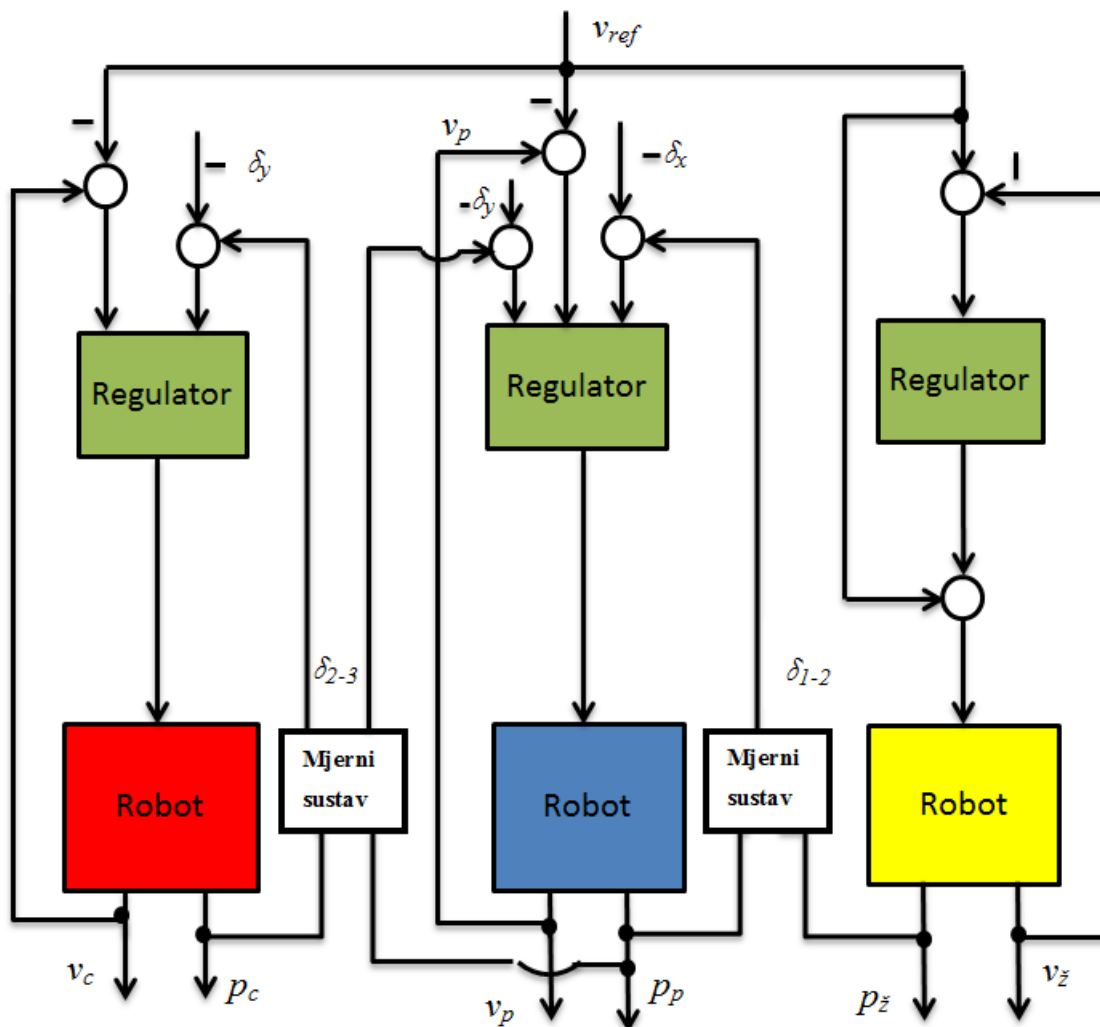 v_ref
−
−
v_p
− δ_y
− δ_x
-δ_y
−
Regulator
Regulator
Regulator
δ_2-3
δ_1-2
Mjerni
sustav
Mjerni
sustav
Robot
Robot
Robot
v_c
p_c
v_p
p_p
p_ž
v_ž